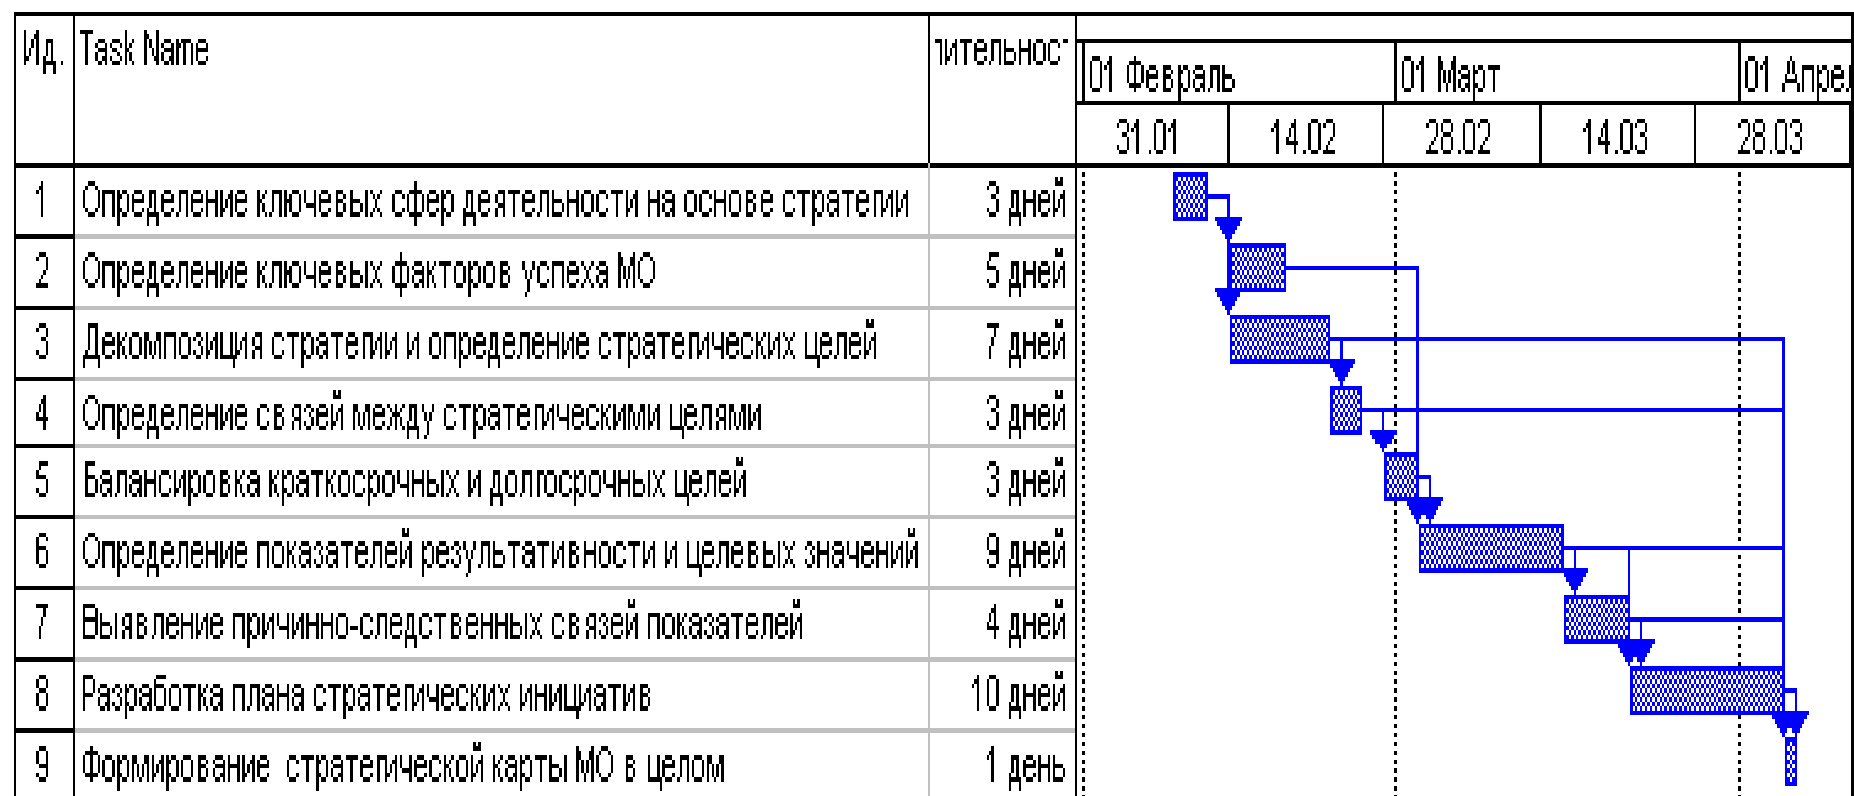 Ид. Task Name лительност
01 Февраль 01 Март 01 Апрел
31.01 14.02 28.02 14.03 28.03
1 Определение ключевых сфер деятельности на основе стратегии 3 дней
2 Определение ключевых факторов успеха МО 5 дней
3 Декомпозиция стратегии и определение стратегических целей 7 дней
4 Определение связей между стратегическими целями 3 дней
5 Балансировка краткосрочных и долгосрочных целей 3 дней
6 Определение показателей результативности и целевых значений 9 дней
7 Выявление причинно-следственных связей показателей 4 дней
8 Разработка плана стратегических инициатив 10 дней
9 Формирование стратегической карты МО в целом 1 день